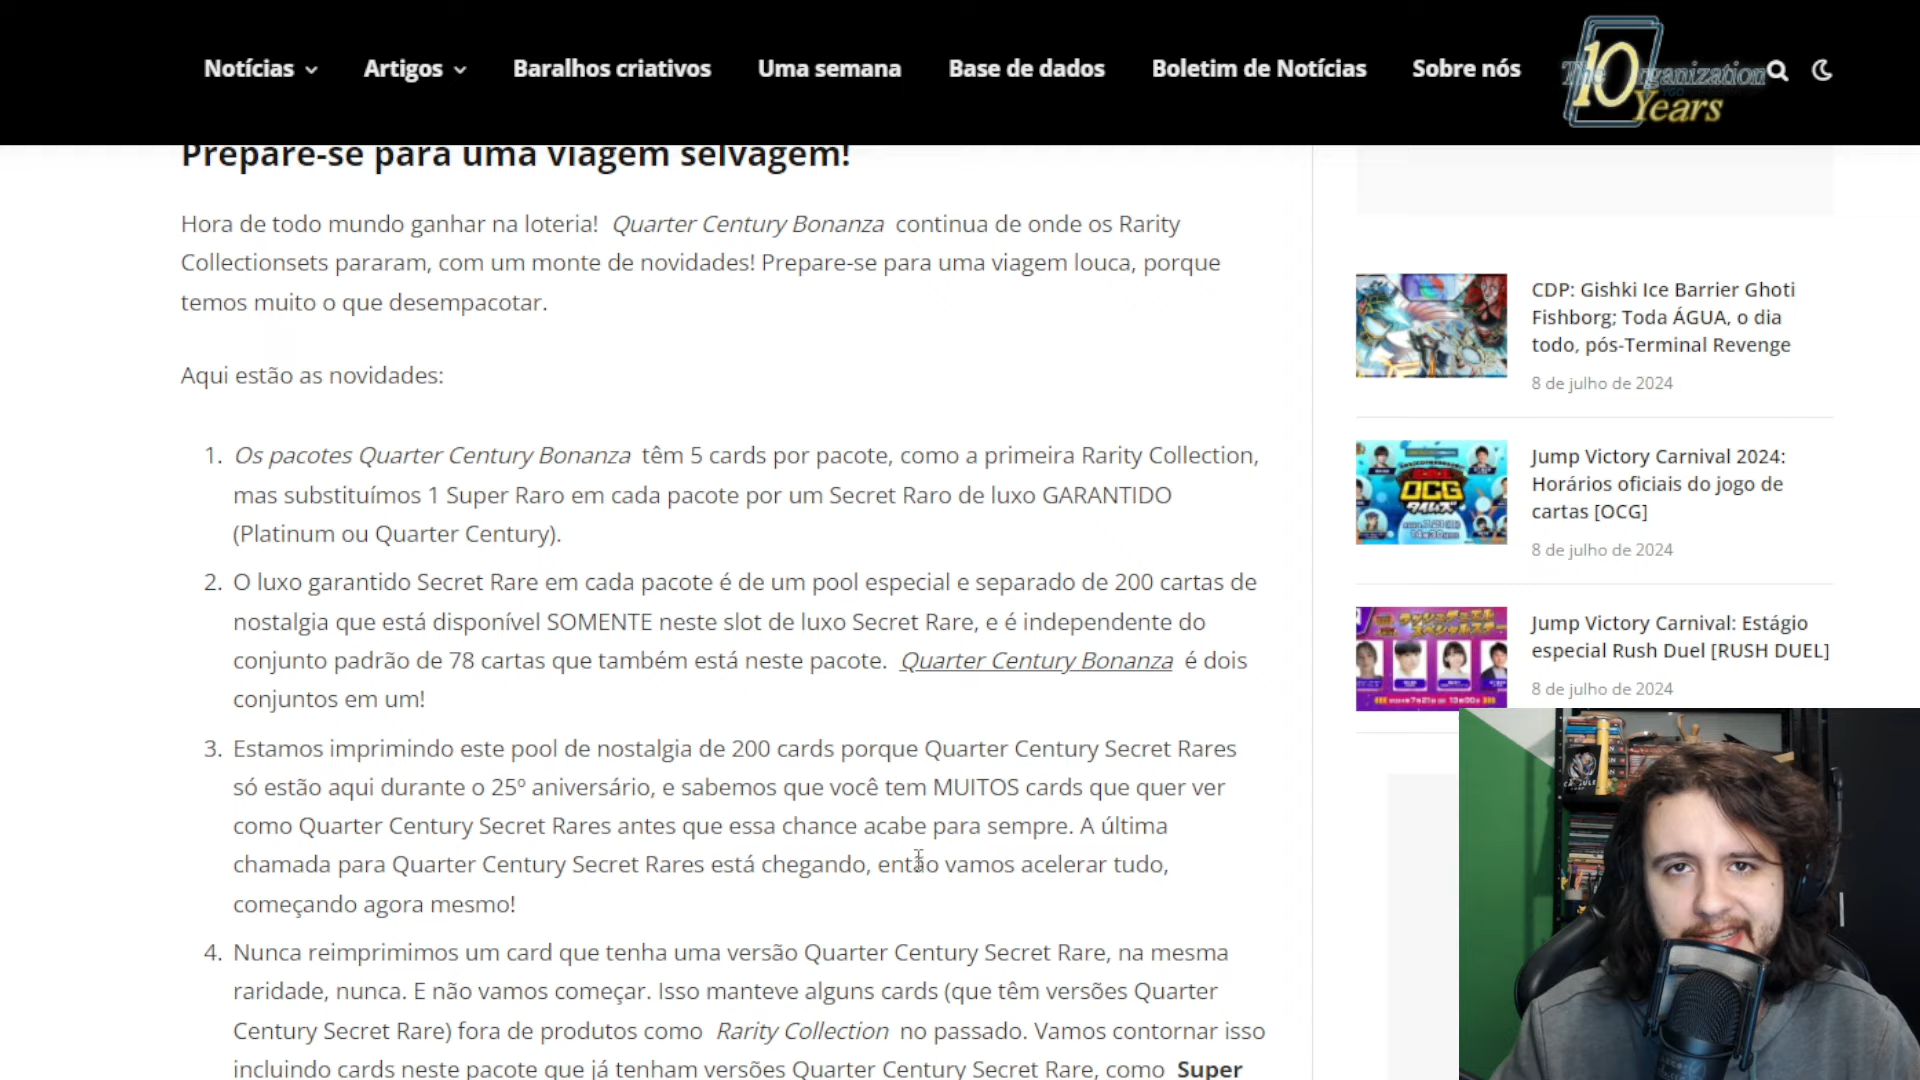 Notícias
Artigos
Baralhos criativos
Uma semana
Base de dados
Boletim de Notícias
Sobre nós
The Organization
10
Years
Prepare-se para uma viagem selvagem!
Hora de todo mundo ganhar na loteria! Quarter Century Bonanza continua de onde os Rarity
Collectionsets pararam, com um monte de novidades! Prepare-se para uma viagem louca, porque
temos muito o que desempacotar.
Aqui estão as novidades:
1. Os pacotes Quarter Century Bonanza têm 5 cards por pacote, como a primeira Rarity Collection,
mas substituímos 1 Super Raro em cada pacote por um Secret Raro de luxo GARANTIDO
(Platinum ou Quarter Century).
2. O luxo garantido Secret Rare em cada pacote é de um pool especial e separado de 200 cartas de
nostalgia que está disponível SOMENTE neste slot de luxo Secret Rare, e é independente do
conjunto padrão de 78 cartas que também está neste pacote. Quarter Century Bonanza é dois
conjuntos em um!
3. Estamos imprimindo este pool de nostalgia de 200 cards porque Quarter Century Secret Rares
só estão aqui durante o 25º aniversário, e sabemos que você tem MUITOS cards que quer ver
como Quarter Century Secret Rares antes que essa chance acabe para sempre. A última
chamada para Quarter Century Secret Rares está chegando, então vamos acelerar tudo,
começando agora mesmo!
4. Nunca reimprimimos um card que tenha uma versão Quarter Century Secret Rare, na mesma
raridade, nunca. E não vamos começar. Isso manteve alguns cards (que têm versões Quarter
Century Secret Rare) fora de produtos como Rarity Collection no passado. Vamos contornar isso
incluindo cards neste pacote que já tenham versões Quarter Century Secret Rare, como Super
CDP: Gishki Ice Barrier Ghoti
Fishborg; Toda ÁGUA, o dia
todo, pós-Terminal Revenge
8 de julho de 2024
OCG
Jump Victory Carnival 2024:
Horários oficiais do jogo de
cartas [OCG]
8 de julho de 2024
Jump Victory Carnival: Estágio
especial Rush Duel [RUSH DUEL]
8 de julho de 2024